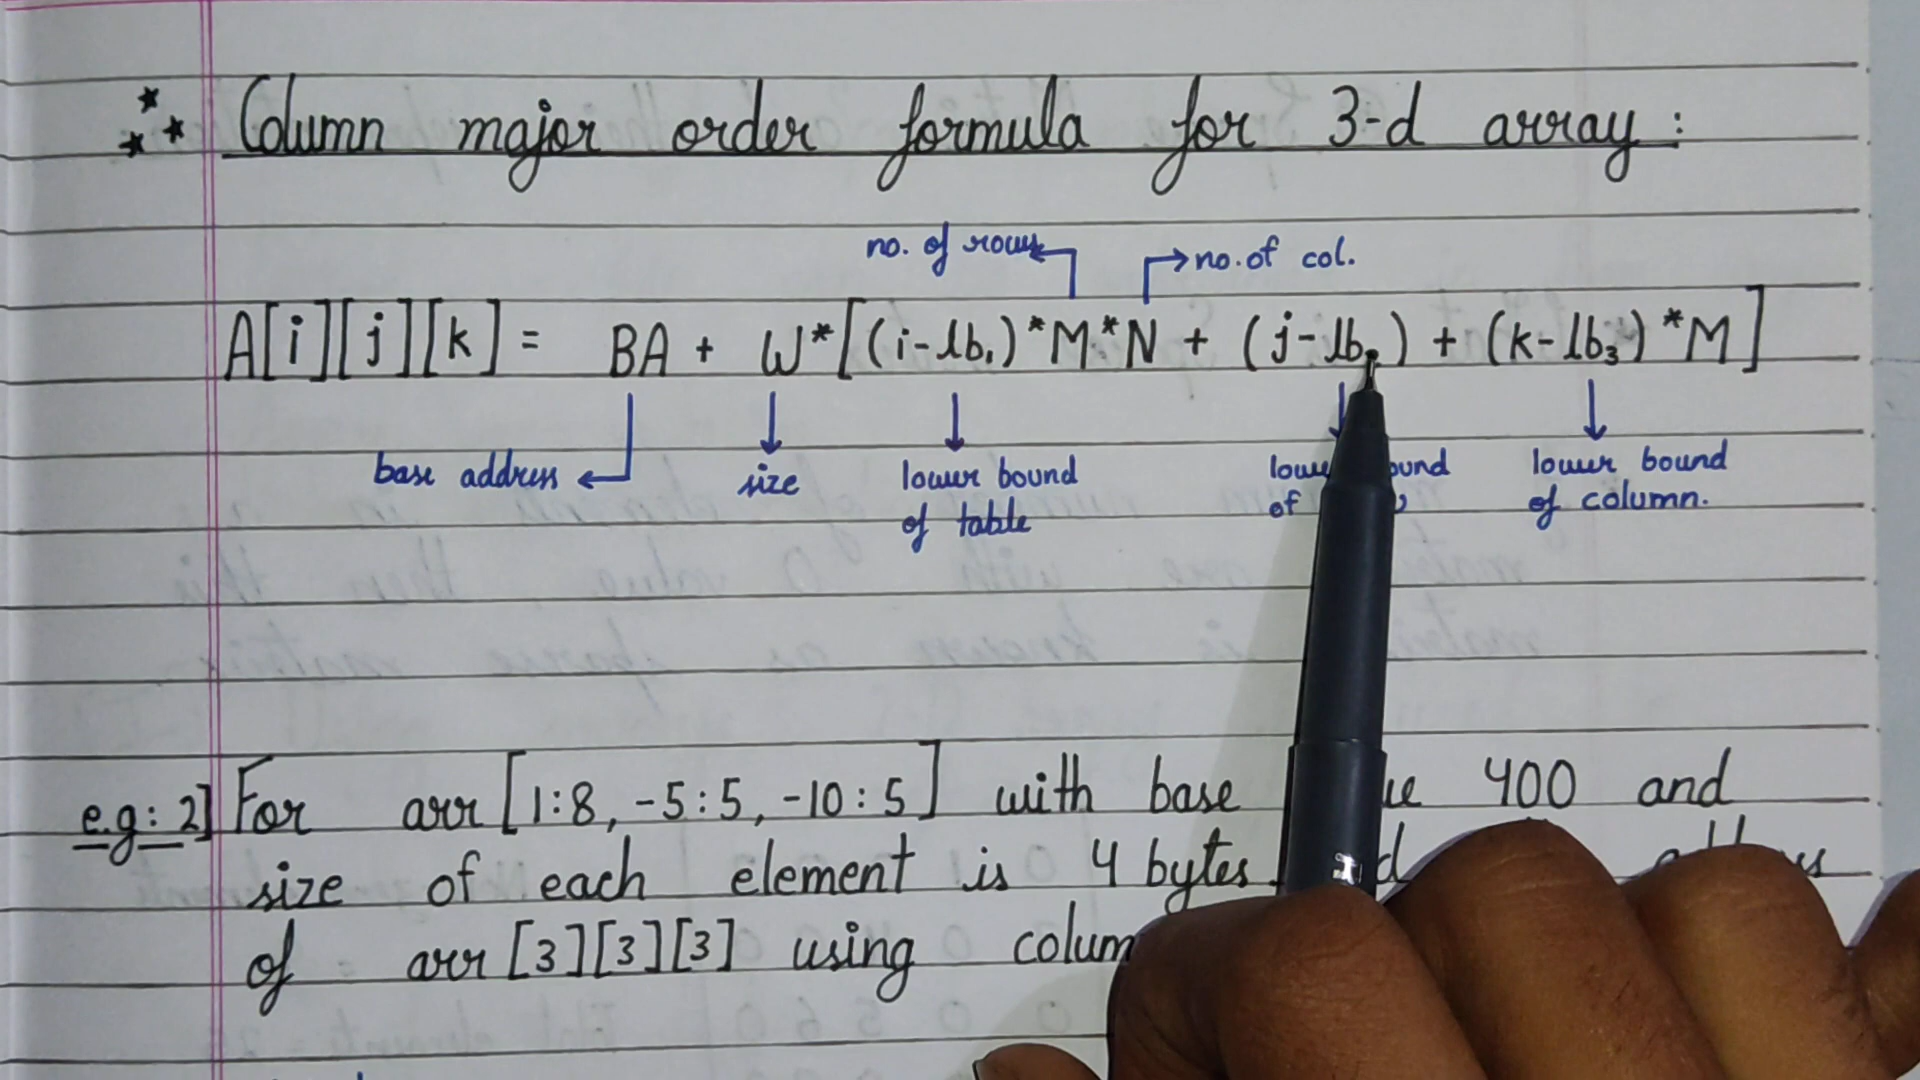 Column major order formula for 3-d array:
no. of rows no. of col.
A[i][j][k] = BA + W*[(i-lb₁)*M*N + (j-lb₂) + (k-lb₃)*M]
base address size lower bound of table of lower bound of column.
e.g: 2] For arr [1:8, -5:5, -10:5] with base 400 and
size of each element is 4 bytes.
of arr [3][3][3] using